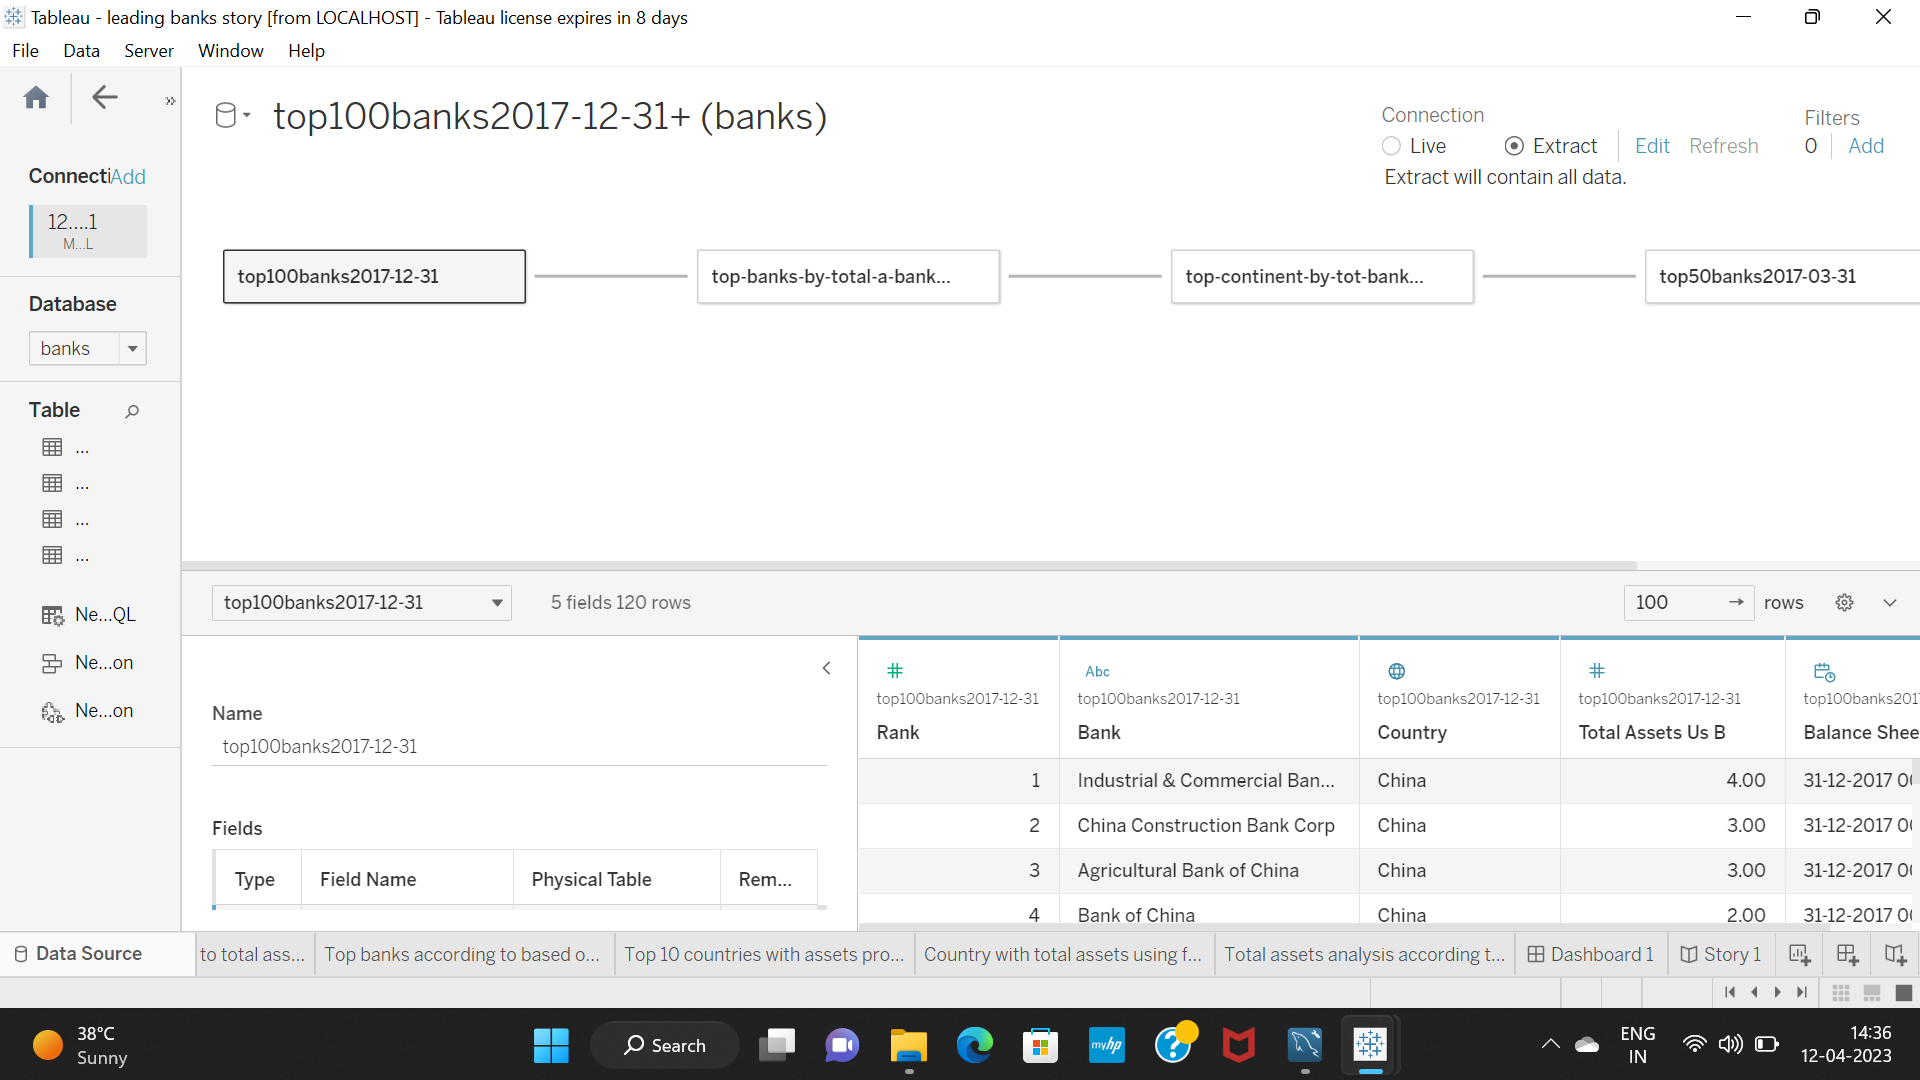 Tableau - leading banks story [from LOCALHOST] - Tableau license expires in 8 days
File Data Server Window Help
top100banks2017-12-31+ (banks)
Connection
Live Extract Edit Refresh
Extract will contain all data.
Filters
0 Add
Connecti Add
12....1
M...L
Database
banks
Table
...
...
...
...
Ne...QL
Ne...on
Ne...on
top100banks2017-12-31 top-banks-by-total-a-bank... top-continent-by-tot-bank... top50banks2017-03-31
top100banks2017-12-31 5 fields 120 rows 100 → rows
Name
top100banks2017-12-31
Fields
Type Field Name Physical Table Rem...
# Abc #
top100banks2017-12-31 top100banks2017-12-31 top100banks2017-12-31 top100banks2017-12-31 top100banks2017
Rank Bank Country Total Assets Us B Balance Shee
1 Industrial & Commercial Ban... China 4.00 31-12-2017 0
2 China Construction Bank Corp China 3.00 31-12-2017 0
3 Agricultural Bank of China China 3.00 31-12-2017 0
4 Bank of China China 2.00 31-12-2017 0
Data Source to total ass... Top banks according to based o... Top 10 countries with assets pro... Country with total assets using f... Total assets analysis according t... Dashboard 1 Story 1
38°C
Sunny
Search
myhp
ENG
IN
14:36
12-04-2023